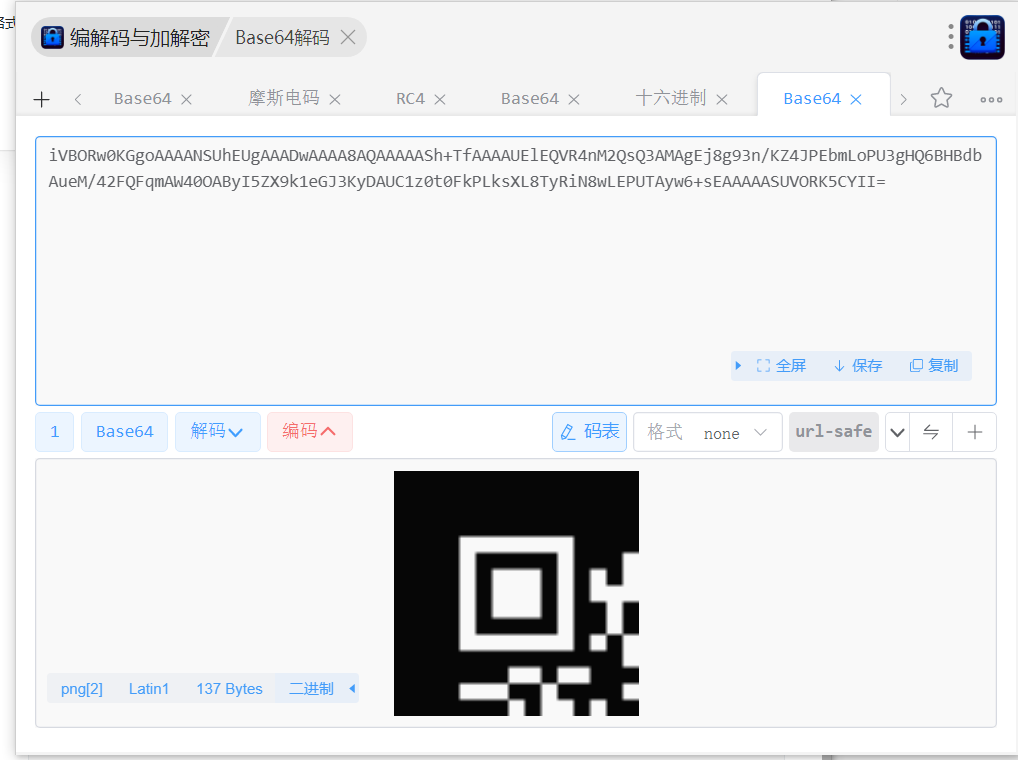 编解码与加解密 Base64解码
Base64 摩斯电码 RC4 Base64 十六进制 Base64
iVBORw0KGgoAAAANSUhEUgAAADwAAAA8AQAAAAASh+TfAAAAUElEQVR4nM2QsQ3AMAgEj8g93n/KZ4JPEbmLoPU3gHQ6BHBdb
AueM/42FQFqmAW40OAByI5ZX9k1eGJ3KyDAUC1z0t0FkPLksXL8TyRiN8wLEPUTAyw6+sEAAAAASUVORK5CYII=
全屏 保存 复制
1 Base64 解码 编码 码表 格式 none url-safe
png[2] Latin1 137 Bytes 二进制